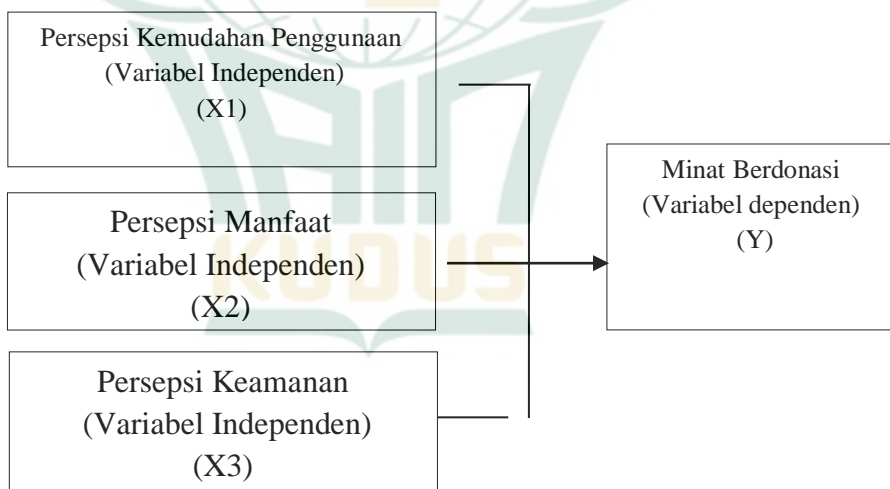 Persepsi Kemudahan Penggunaan
(Variabel Independen)
(X1)
Persepsi Manfaat
(Variabel Independen)
(X2)
Persepsi Keamanan
(Variabel Independen)
(X3)
Minat Berdonasi
(Variabel dependen)
(Y)
KUDUS